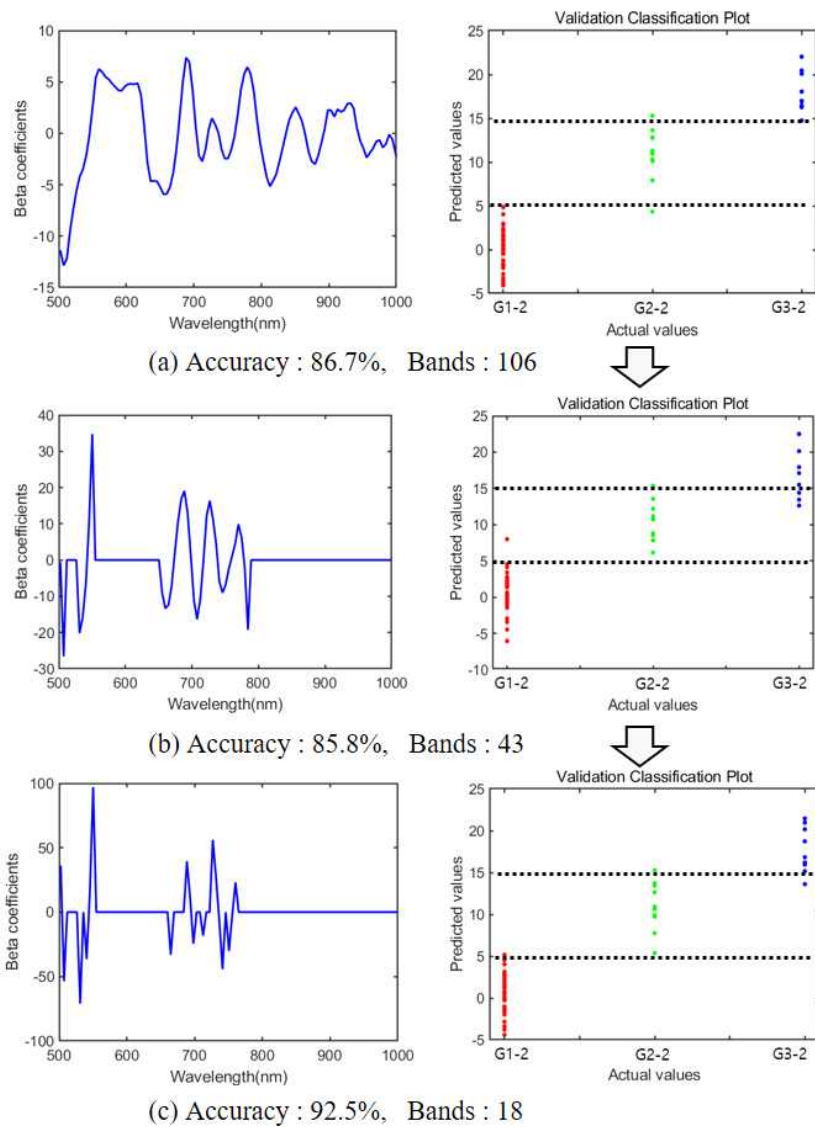 10
5
0
-5
-10
-15
Beta coefficients
500 600 700 800 900 1000
Wavelength(nm)
Validation Classification Plot
25
20
15
10
5
0
-5
Predicted values
G1-2 G2-2 G3-2
Actual values
(a) Accuracy : 86.7%, Bands : 106
40
30
20
10
0
-10
-20
-30
Beta coefficients
500 600 700 800 900 1000
Wavelength(nm)
Validation Classification Plot
25
20
15
10
5
0
-5
-10
Predicted values
G1-2 G2-2 G3-2
Actual values
(b) Accuracy : 85.8%, Bands : 43
100
50
0
-50
-100
Beta coefficients
500 600 700 800 900 1000
Wavelength(nm)
Validation Classification Plot
25
20
15
10
5
0
-5
Predicted values
G1-2 G2-2 G3-2
Actual values
(c) Accuracy : 92.5%, Bands : 18